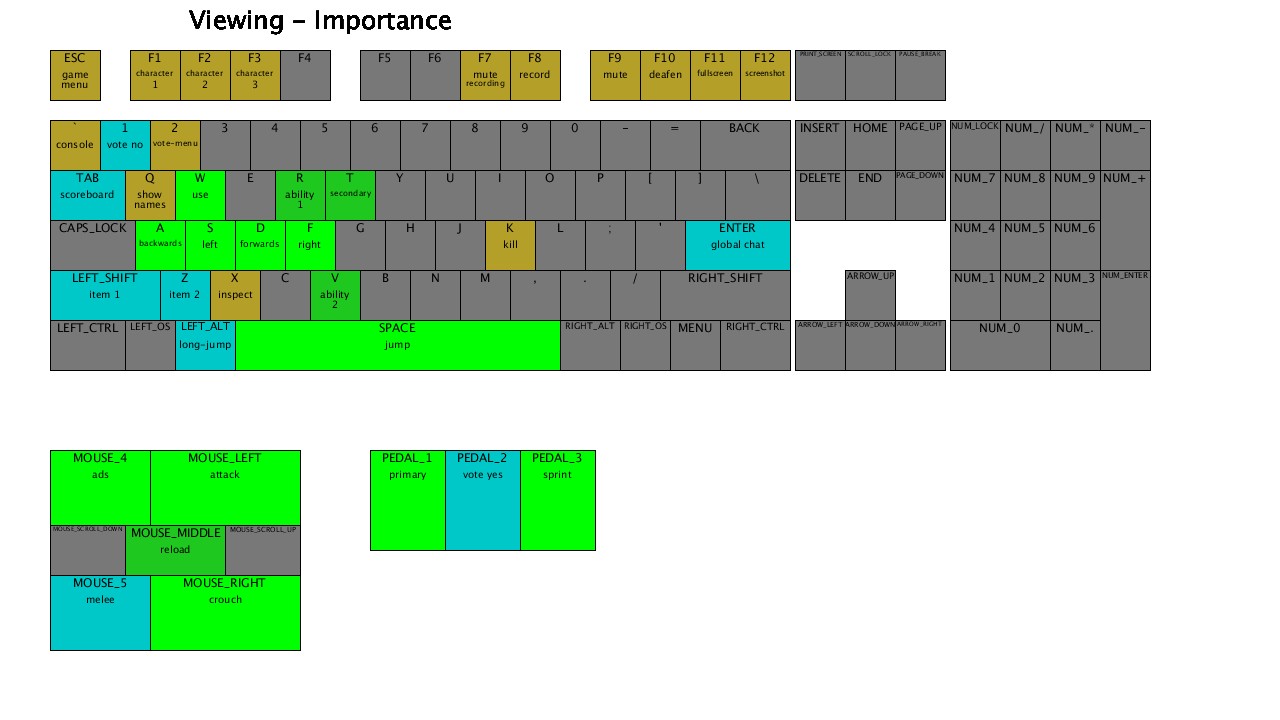 Viewing - Importance
ESC F1 F2 F3 F4 F5 F6 F7 F8 F9 F10 F11 F12 PRINT_SCREEN SCROLL_LOCK PAUSE_BREAK
game menu character 1 character 2 character 3 mute recording record mute deafen fullscreen screenshot
` 1 2 3 4 5 6 7 8 9 0 - = BACK INSERT HOME PAGE_UP NUM_LOCK NUM_/ NUM_* NUM_-
console vote no vote-menu
TAB Q W E R T Y U I O P [ ] \ DELETE END PAGE_DOWN NUM_7 NUM_8 NUM_9 NUM_+
scoreboard show names use ability 1 secondary
CAPS_LOCK A S D F G H J K L ; ' ENTER NUM_4 NUM_5 NUM_6
backwards left forwards right kill global chat
LEFT_SHIFT Z X C V B N M , . / RIGHT_SHIFT ARROW_UP NUM_1 NUM_2 NUM_3 NUM_ENTER
item 1 item 2 inspect ability 2
LEFT_CTRL LEFT_OS LEFT_ALT SPACE RIGHT_ALT RIGHT_OS MENU RIGHT_CTRL ARROW_LEFT ARROW_DOWN ARROW_RIGHT NUM_0 NUM_.
long-jump jump
MOUSE_4 MOUSE_LEFT PEDAL_1 PEDAL_2 PEDAL_3
ads attack primary vote yes sprint
MOUSE_SCROLL_DOWN MOUSE_MIDDLE MOUSE_SCROLL_UP
reload
MOUSE_5 MOUSE_RIGHT
melee crouch